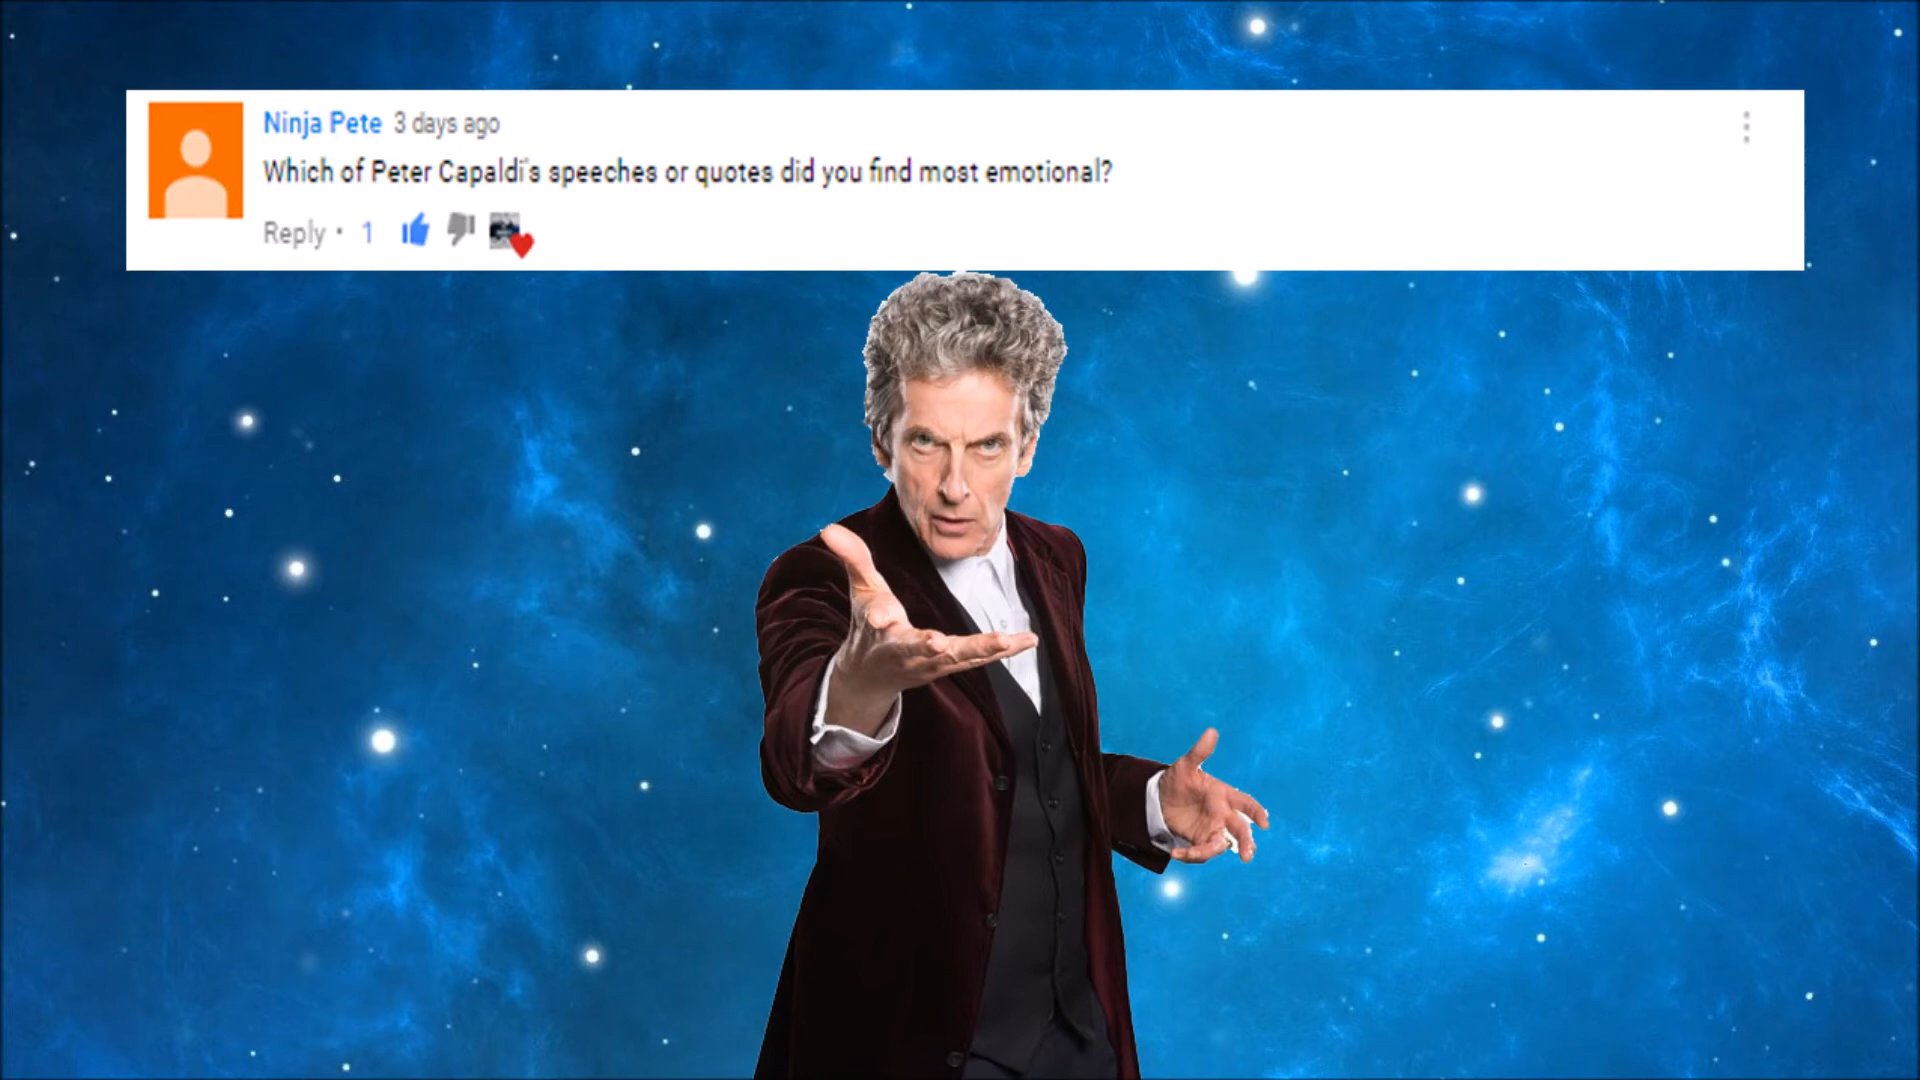 Ninja Pete 3 days ago
Which of Peter Capaldi's speeches or quotes did you find most emotional?
Reply • 1